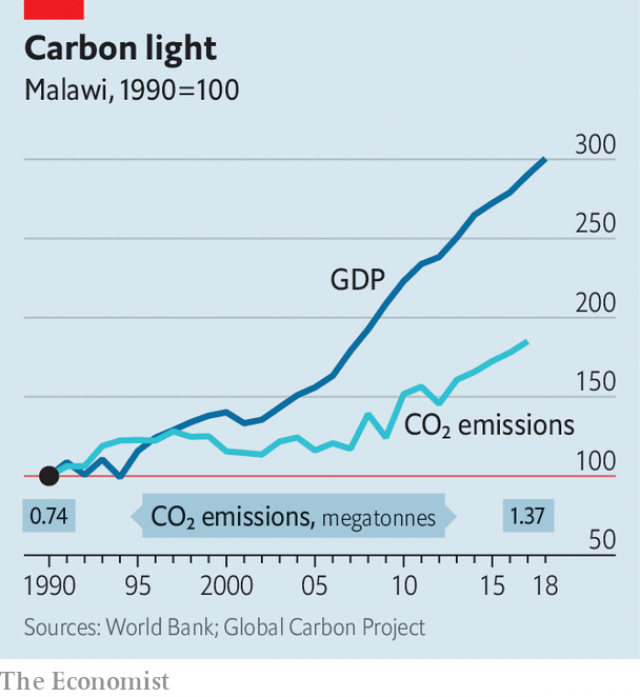 Carbon light
Malawi, 1990=100
300
250
GDP
200
150
CO₂ emissions
100
0.74 CO₂ emissions, megatonnes 1.37
50
1990 95 2000 05 10 15 18
Sources: World Bank; Global Carbon Project
The Economist